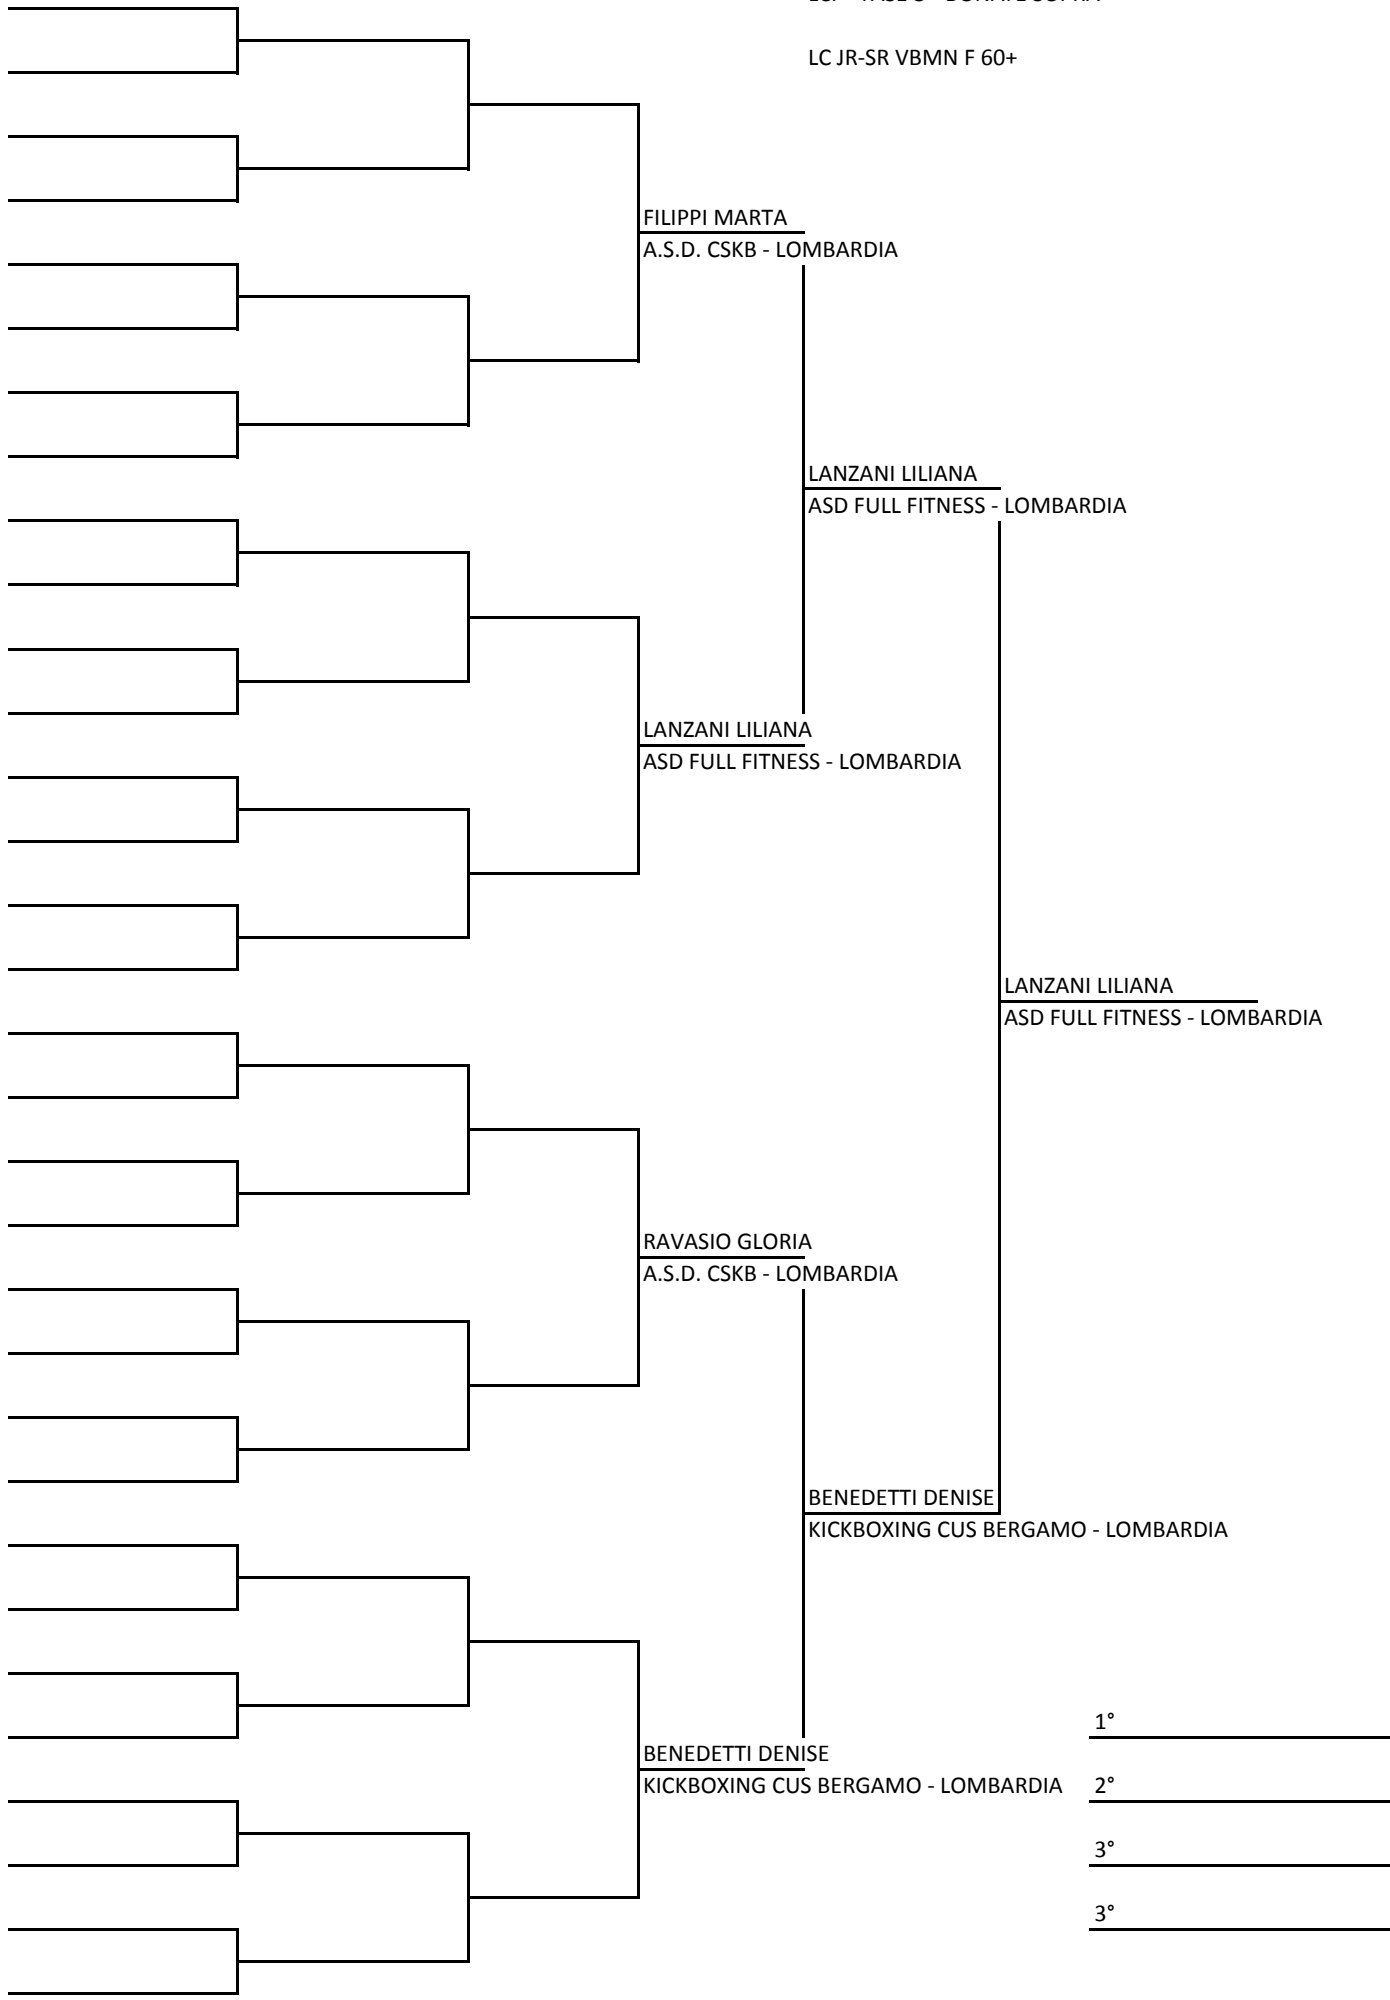 LC JR-SR VBMN F 60+
FILIPPI MARTA
A.S.D. CSKB - LOMBARDIA
LANZANI LILIANA
ASD FULL FITNESS - LOMBARDIA
LANZANI LILIANA
ASD FULL FITNESS - LOMBARDIA
LANZANI LILIANA
ASD FULL FITNESS - LOMBARDIA
RAVASIO GLORIA
A.S.D. CSKB - LOMBARDIA
BENEDETTI DENISE
KICKBOXING CUS BERGAMO - LOMBARDIA
1°
BENEDETTI DENISE
KICKBOXING CUS BERGAMO - LOMBARDIA
2°
3°
3°